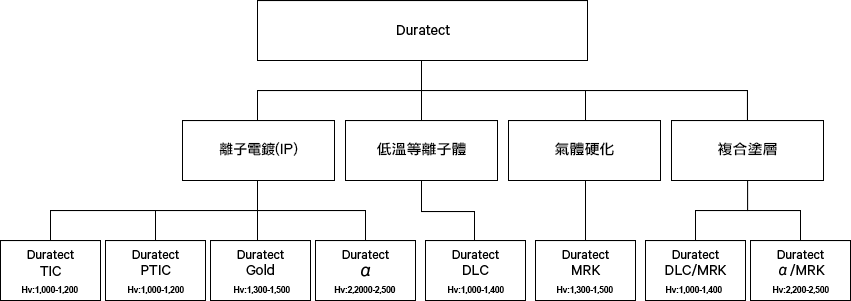 Duratect
離子電鍍(IP)
低溫等離子體
氣體硬化
複合塗層
Duratect
TIC
Hv:1,000-1,200
Duratect
PTIC
Hv:1,000-1,200
Duratect
Gold
Hv:1,300-1,500
Duratect
α
Hv:2,2000-2,500
Duratect
DLC
Hv:1,000-1,400
Duratect
MRK
Hv:1,300-1,500
Duratect
DLC/MRK
Hv:1,000-1,400
Duratect
α/MRK
Hv:2,200-2,500